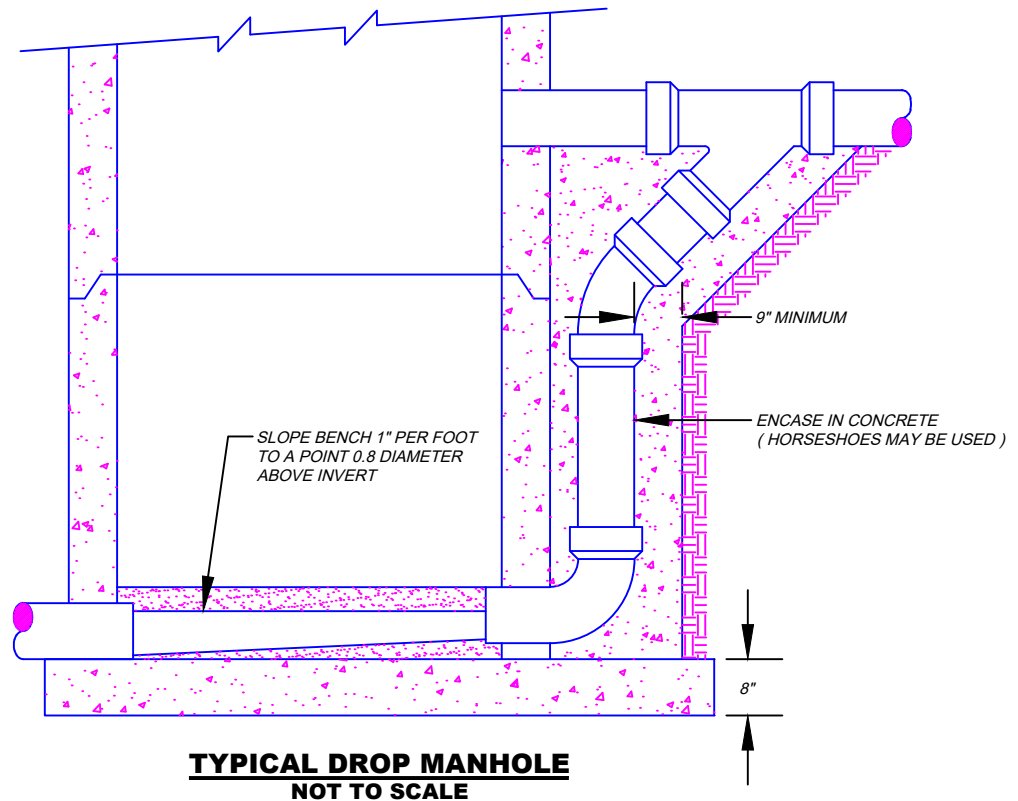 9" MINIMUM
ENCASE IN CONCRETE
( HORSESHOES MAY BE USED )
SLOPE BENCH 1" PER FOOT
TO A POINT 0.8 DIAMETER
ABOVE INVERT
8"
TYPICAL DROP MANHOLE
NOT TO SCALE